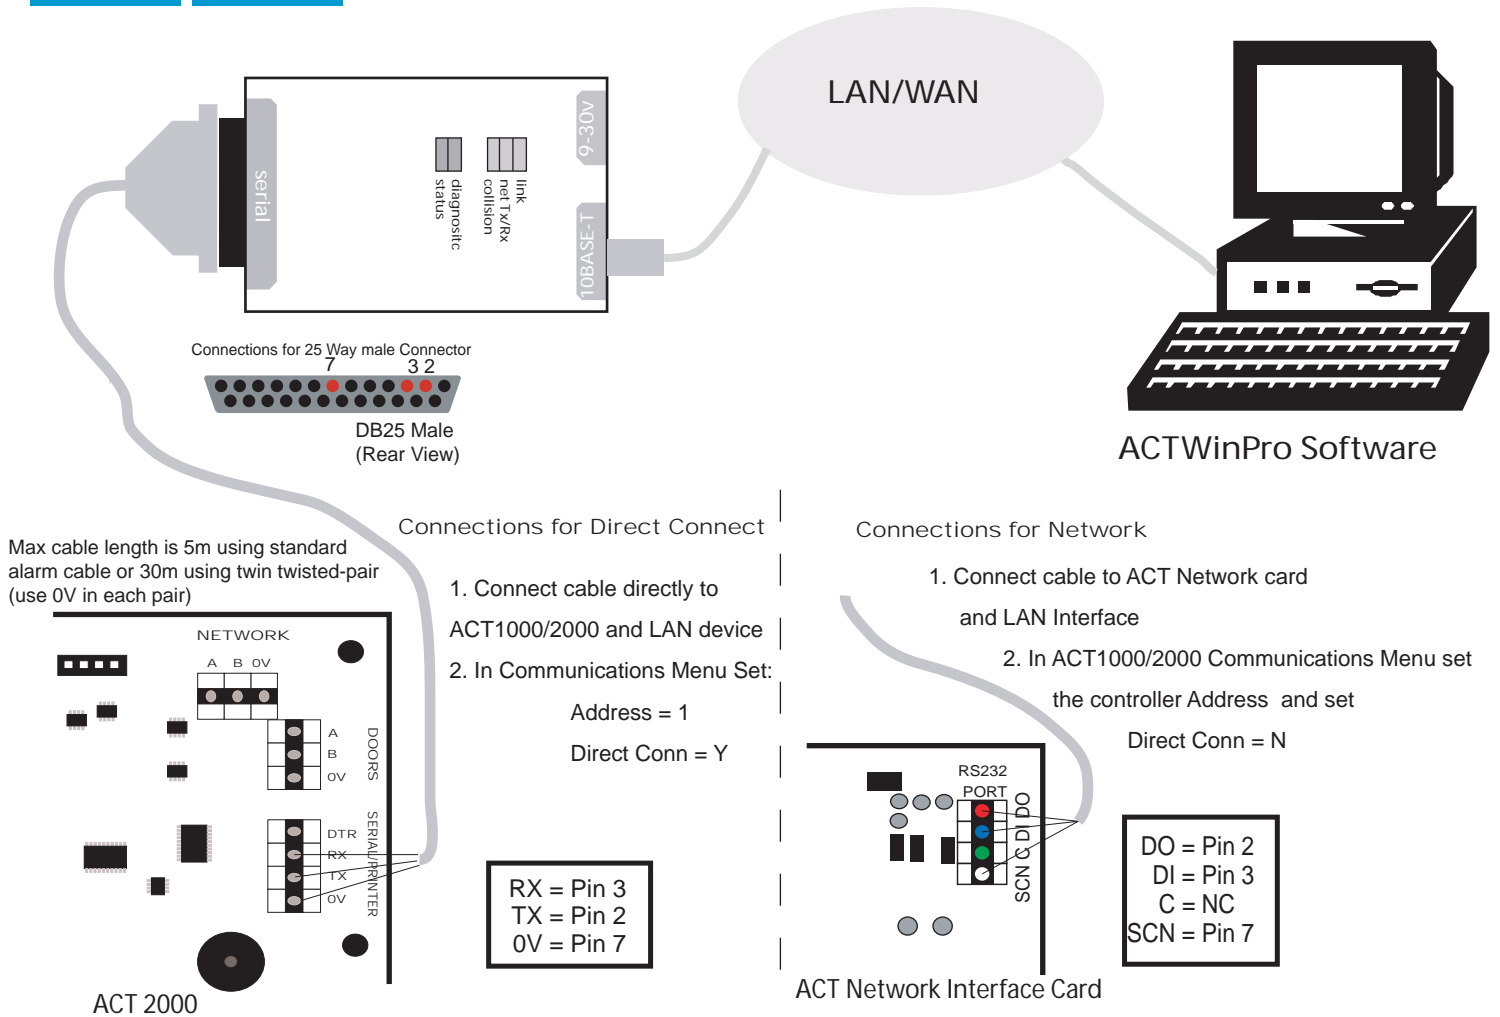 LAN/WAN
9-30v
serial
link
net Tx/Rx
collision
diagnositc
status
10BASE-T
Connections for 25 Way male Connector
7 3 2
DB25 Male
(Rear View)
ACTWinPro Software
Connections for Direct Connect
Max cable length is 5m using standard
alarm cable or 30m using twin twisted-pair
(use 0V in each pair)
1. Connect cable directly to
ACT1000/2000 and LAN device
2. In Communications Menu Set:
Address = 1
Direct Conn = Y
NETWORK
A B 0V
A
B
0V
DOORS
DTR
RX
TX
0V
SERIAL/PRINTER
RX = Pin 3
TX = Pin 2
0V = Pin 7
ACT 2000
Connections for Network
1. Connect cable to ACT Network card
and LAN Interface
2. In ACT1000/2000 Communications Menu set
the controller Address and set
Direct Conn = N
RS232
PORT
SCN C DI DO
DO = Pin 2
DI = Pin 3
C = NC
SCN = Pin 7
ACT Network Interface Card